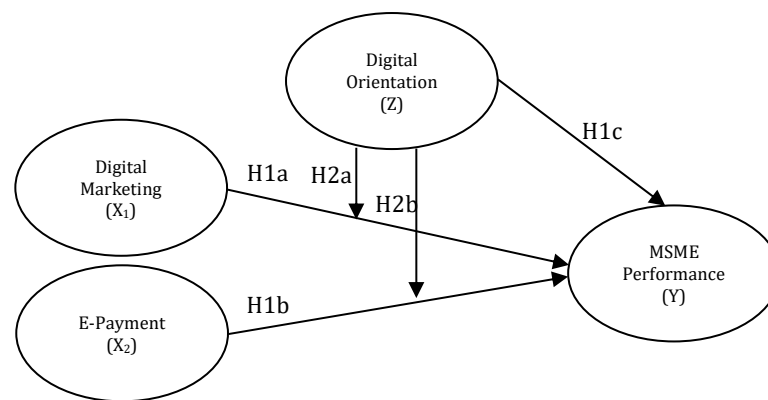 Digital
Orientation
(Z)
H1c
Digital
Marketing
(X₁)
H1a
H2a
H2b
MSME
Performance
(Y)
E-Payment
(X₂)
H1b